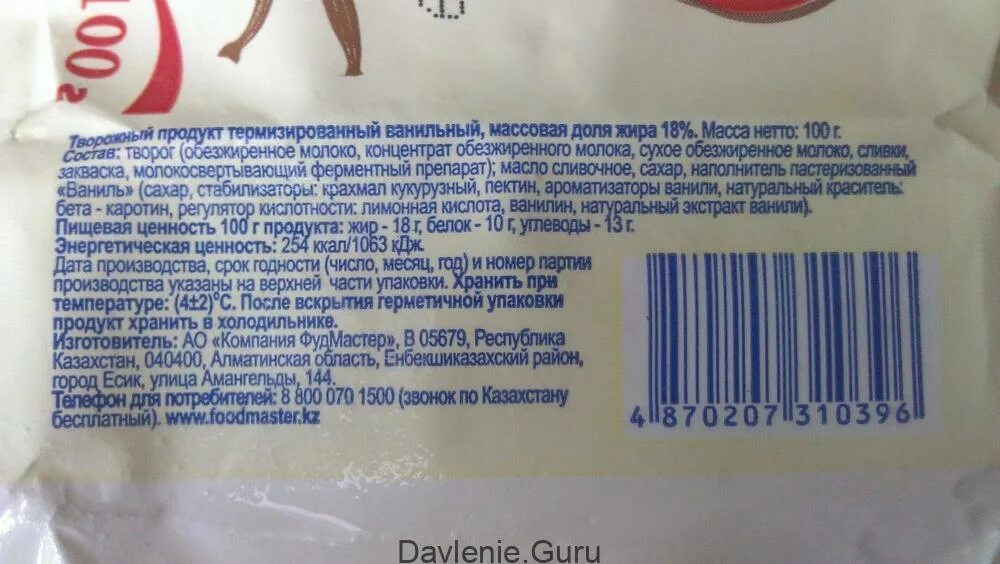 100 г
Творожный продукт термизированный ванильный, массовая доля жира 18%. Масса нетто: 100 г.
Состав: творог (обезжиренное молоко, концентрат обезжиренного молока, сухое обезжиренное молоко, сливки,
закваска, молокосвертывающий ферментный препарат); масло сливочное, сахар, наполнитель пастеризованный
«Ваниль» (сахар, стабилизаторы: крахмал кукурузный, пектин, ароматизаторы ванили, натуральный краситель:
бета - каротин, регулятор кислотности: лимонная кислота, ванилин, натуральный экстракт ванили).
Пищевая ценность 100 г продукта: жир - 18 г, белок - 10 г, углеводы - 13 г.
Энергетическая ценность: 254 ккал/1063 кДж.
Дата производства, срок годности (число, месяц, год) и номер партии
производства указаны на верхней части упаковки. Хранить при
температуре: (4±2)°С. После вскрытия герметичной упаковки
продукт хранить в холодильнике.
Изготовитель: АО «Компания ФудМастер», В 05679, Республика
Казахстан, 040400, Алматинская область, Енбекшиказахский район,
город Есик, улица Амангельды, 144.
Телефон для потребителей: 8 800 070 1500 (звонок по Казахстану
бесплатный). www.foodmaster.kz
4 870207 310396
Davlenie.Guru